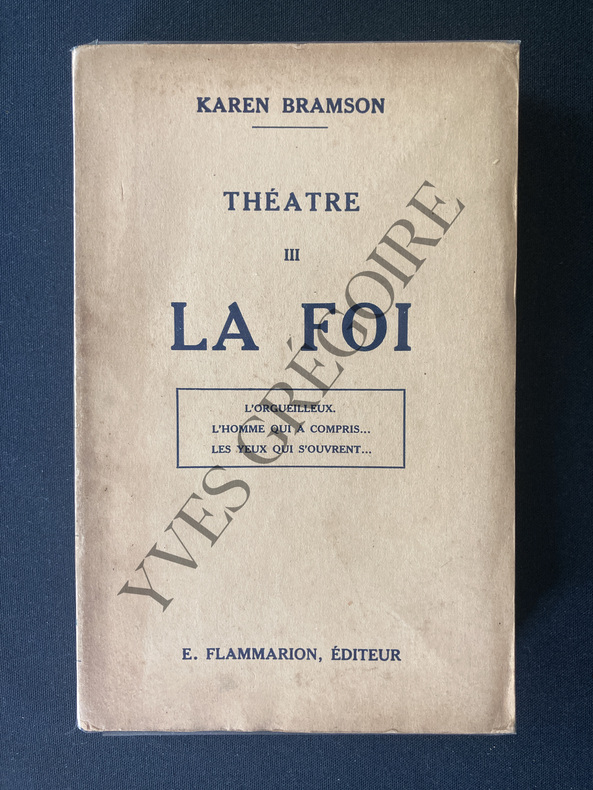 KAREN BRAMSON
THÉATRE
III
LA FOI
L'ORGUEILLEUX.
L'HOMME QUI A COMPRIS...
LES YEUX QUI S'OUVRENT...
E. FLAMMARION, ÉDITEUR
YVES GRÉGOIRE